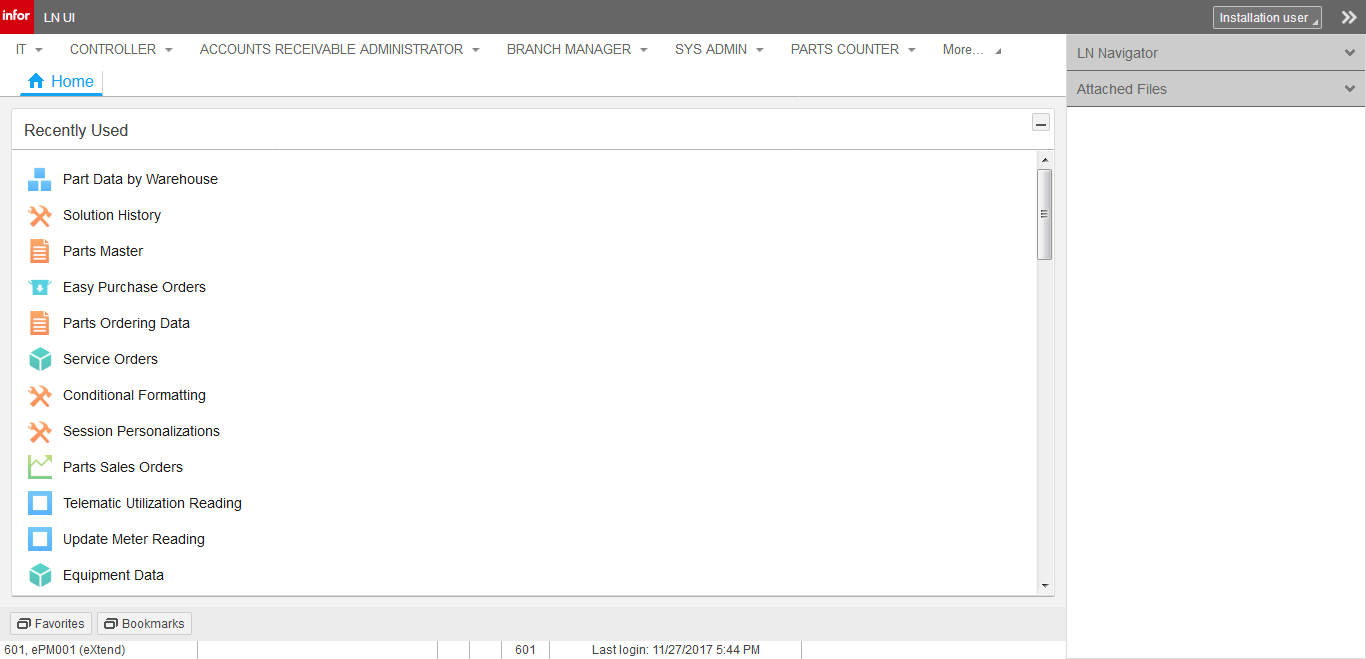 infor LN UI Installation user
IT CONTROLLER ACCOUNTS RECEIVABLE ADMINISTRATOR BRANCH MANAGER SYS ADMIN PARTS COUNTER More...
LN Navigator
Home
Attached Files
Recently Used
Part Data by Warehouse
Solution History
Parts Master
Easy Purchase Orders
Parts Ordering Data
Service Orders
Conditional Formatting
Session Personalizations
Parts Sales Orders
Telematic Utilization Reading
Update Meter Reading
Equipment Data
Favorites Bookmarks
601, ePM001 (eXtend) 601 Last login: 11/27/2017 5:44 PM